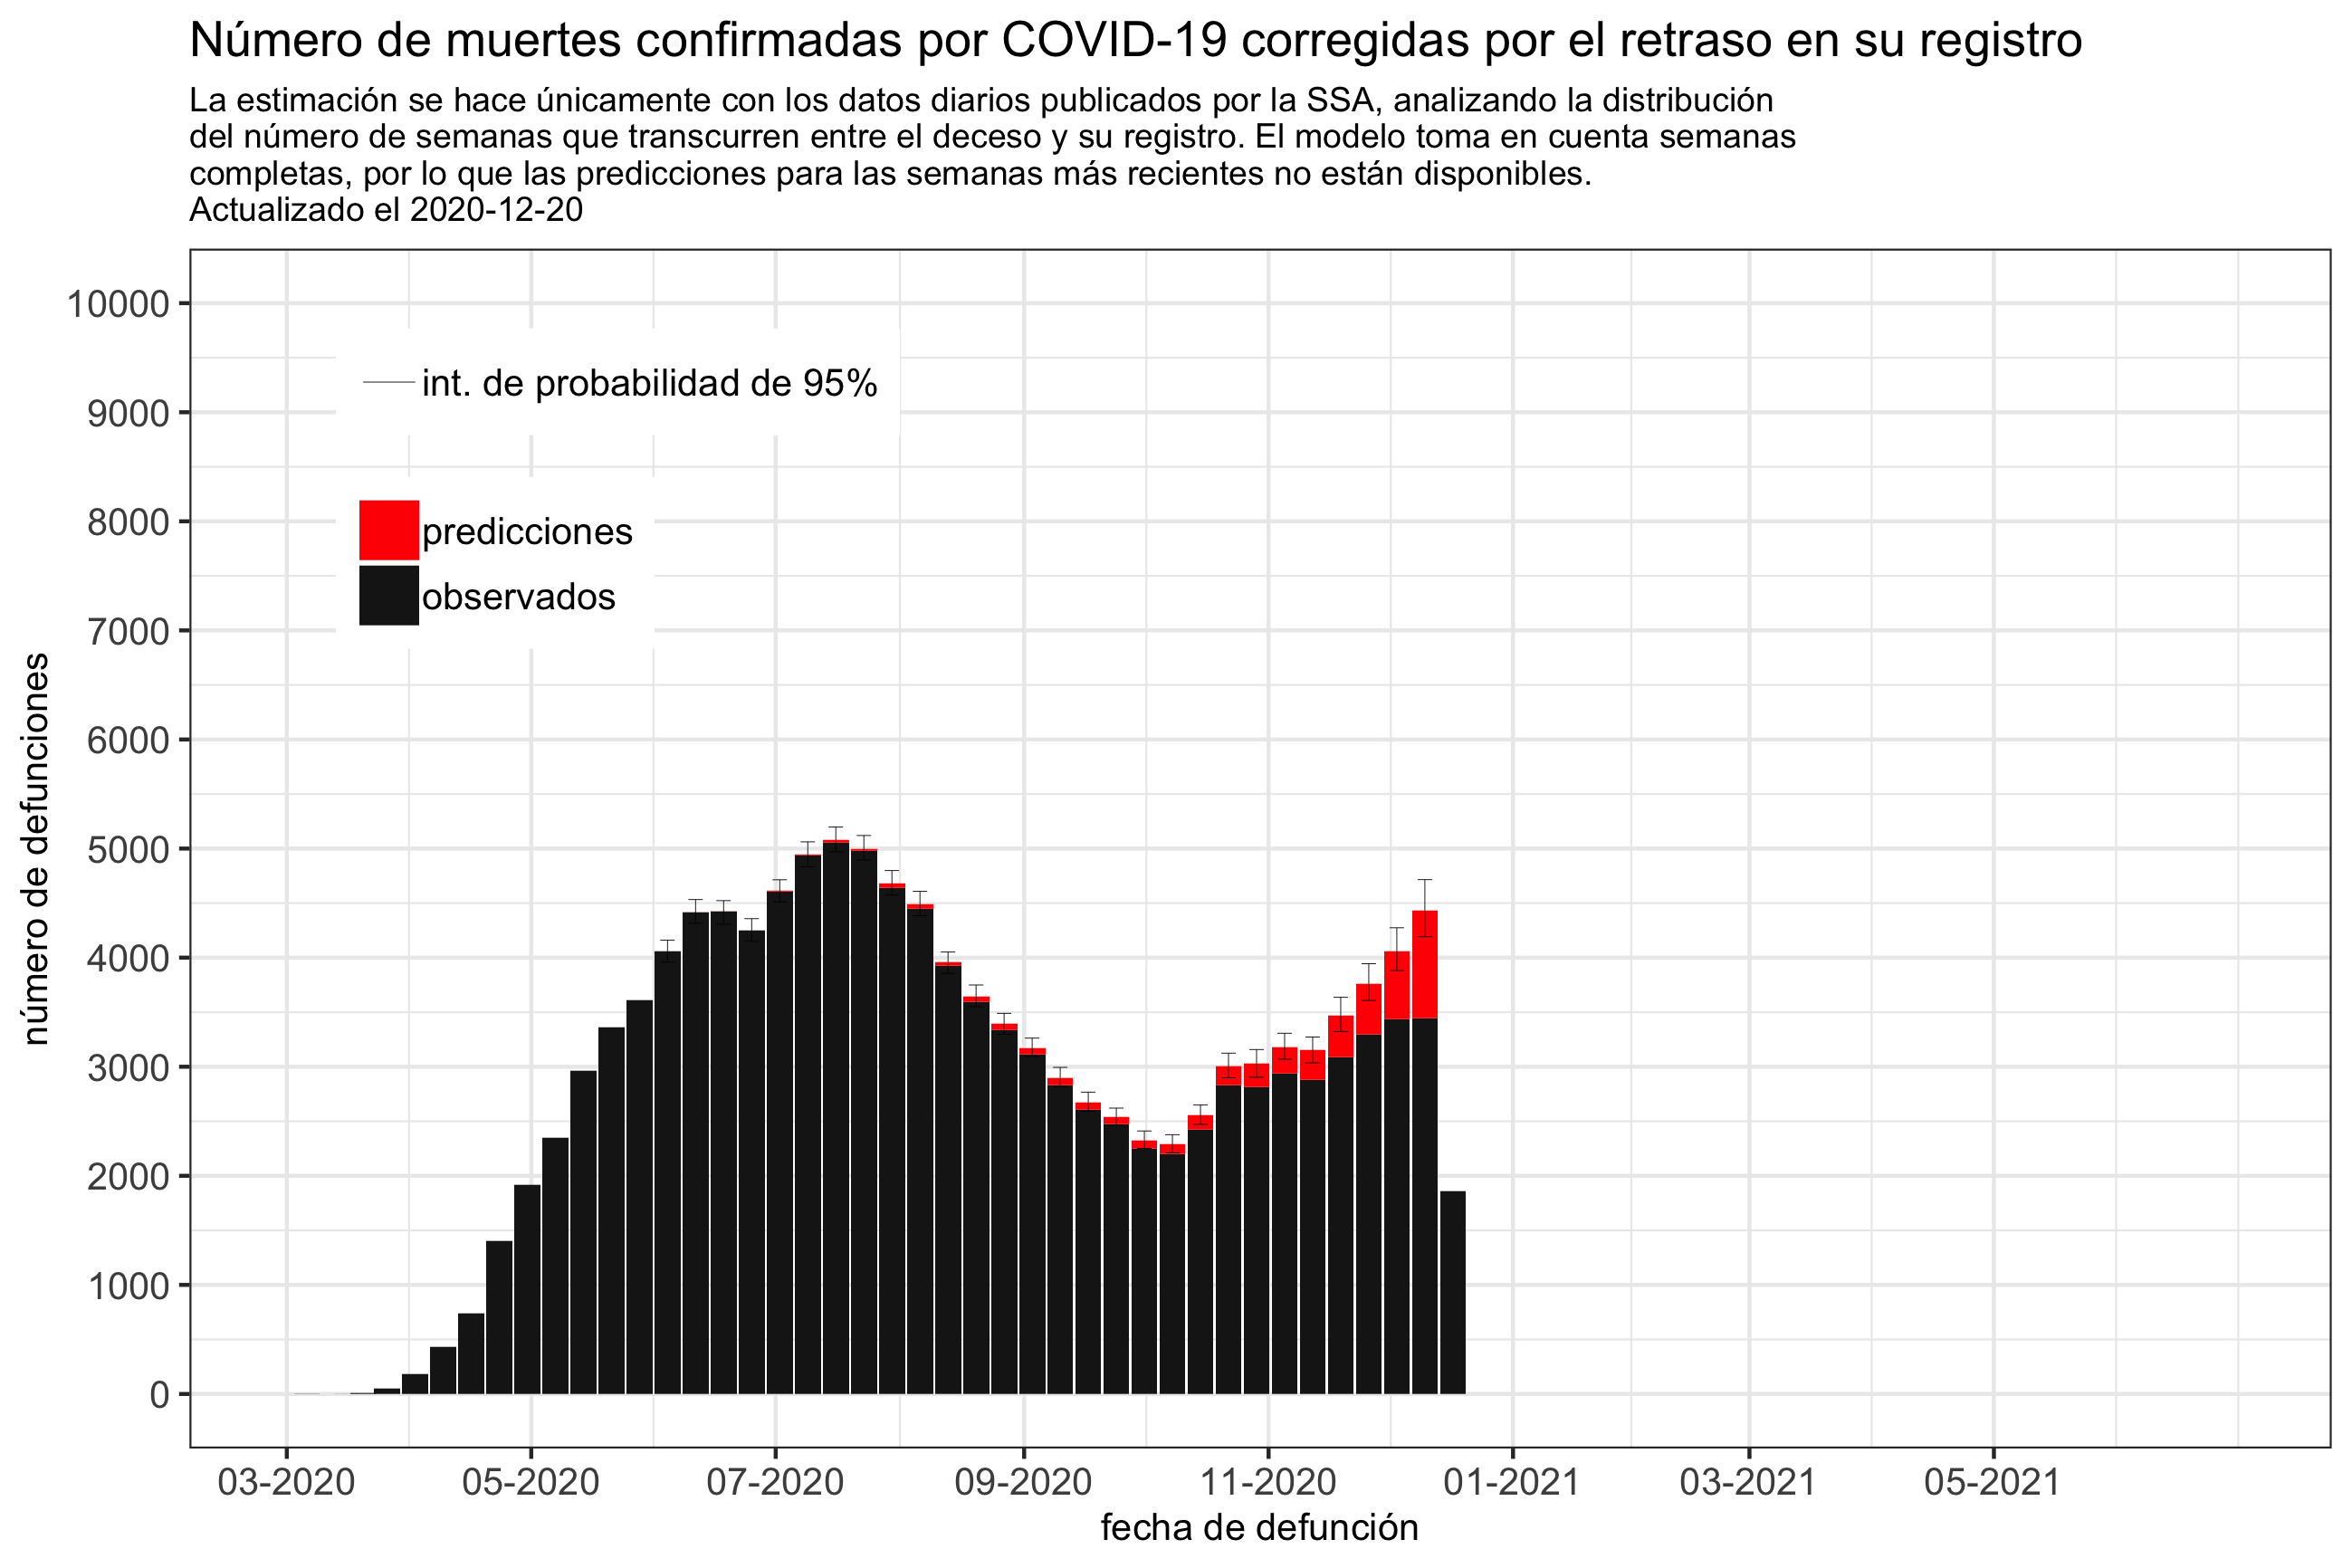 Número de muertes confirmadas por COVID-19 corregidas por el retraso en su registro
La estimación se hace únicamente con los datos diarios publicados por la SSA, analizando la distribución
del número de semanas que transcurren entre el deceso y su registro. El modelo toma en cuenta semanas
completas, por lo que las predicciones para las semanas más recientes no están disponibles.
Actualizado el 2020-12-20
número de defunciones
10000
9000
8000
7000
6000
5000
4000
3000
2000
1000
0
int. de probabilidad de 95%
predicciones
observados
03-2020 05-2020 07-2020 09-2020 11-2020 01-2021 03-2021 05-2021
fecha de defunción